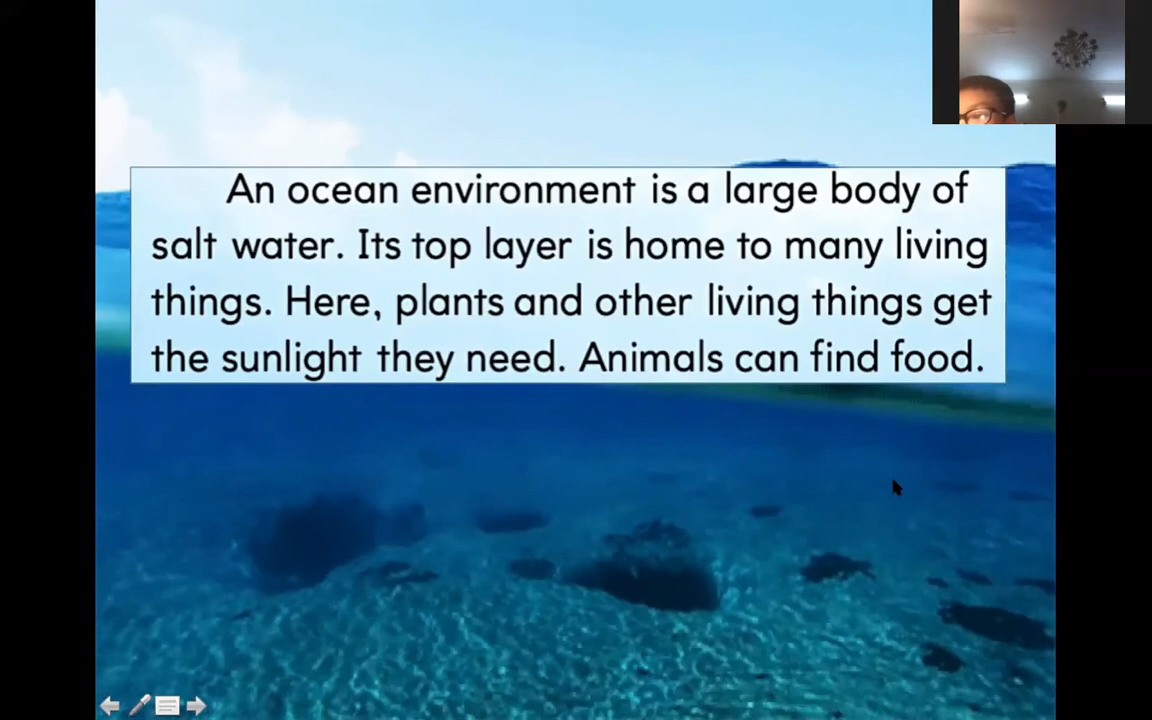 An ocean environment is a large body of
salt water. Its top layer is home to many living
things. Here, plants and other living things get
the sunlight they need. Animals can find food.